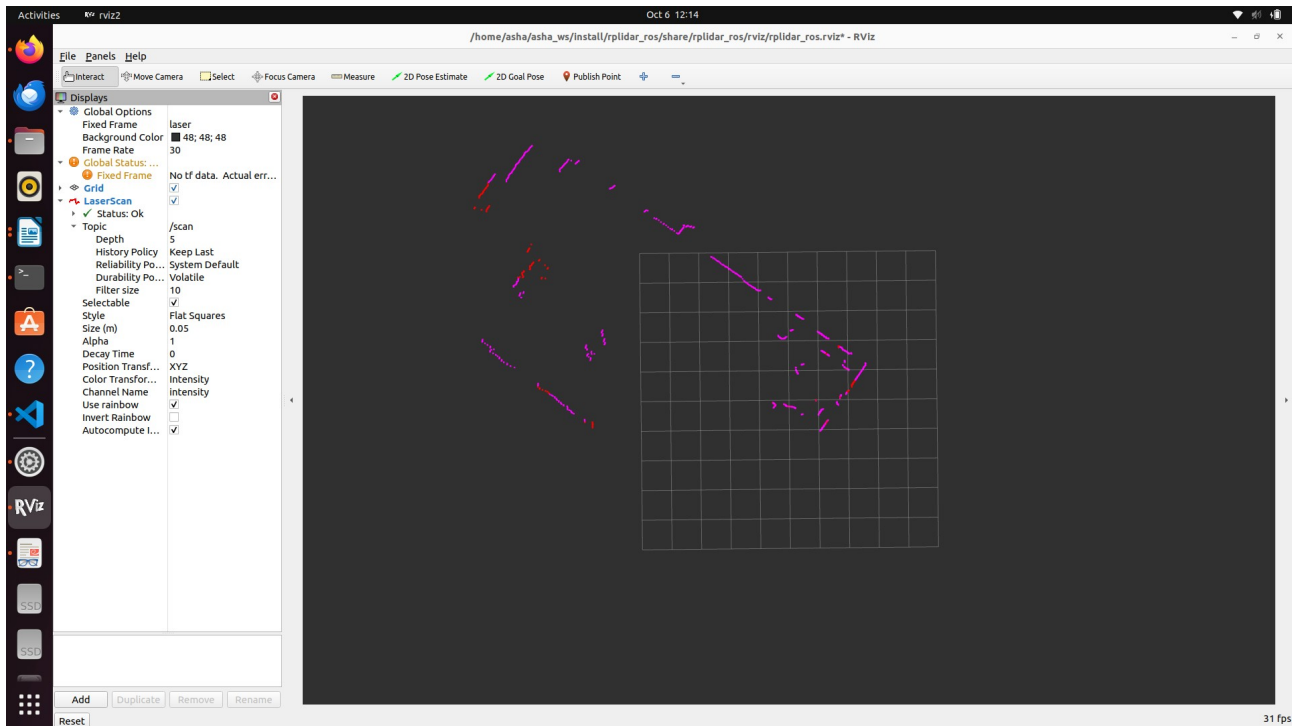 Activities RViz rviz2 Oct 6 12:14
/home/asha/asha_ws/install/rplidar_ros/share/rplidar_ros/rviz/rplidar_ros.rviz* - RViz
File Panels Help
Interact Move Camera Select Focus Camera Measure 2D Pose Estimate 2D Goal Pose Publish Point
Displays
Global Options
Fixed Frame laser
Background Color 48; 48; 48
Frame Rate 30
Global Status: ...
Fixed Frame No tf data. Actual err...
Grid
LaserScan
Status: Ok
Topic /scan
Depth 5
History Policy Keep Last
Reliability Po... System Default
Durability Po... Volatile
Filter size 10
Selectable
Style Flat Squares
Size (m) 0.05
Alpha 1
Decay Time 0
Position Transf... XYZ
Color Transfor... Intensity
Channel Name intensity
Use rainbow
Invert Rainbow
Autocompute I...
RViz
SSD
SSD
Add Duplicate Remove Rename
Reset 31 fps